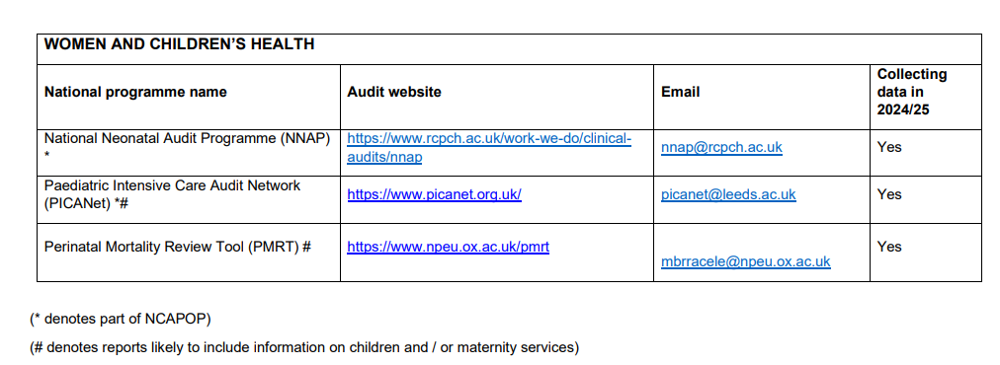 WOMEN AND CHILDREN'S HEALTH
National programme name
Audit website
Email
Collecting
data in
2024/25
National Neonatal Audit Programme (NNAP)
*
https://www.rcpch.ac.uk/work-we-do/clinical-
audits/nnap
nnap@rcpch.ac.uk
Yes
Paediatric Intensive Care Audit Network
(PICANet) *#
https://www.picanet.org.uk/
picanet@leeds.ac.uk
Yes
Perinatal Mortality Review Tool (PMRT) #
https://www.npeu.ox.ac.uk/pmrt
mbrracele@npeu.ox.ac.uk
Yes
(* denotes part of NCAPOP)
(# denotes reports likely to include information on children and / or maternity services)